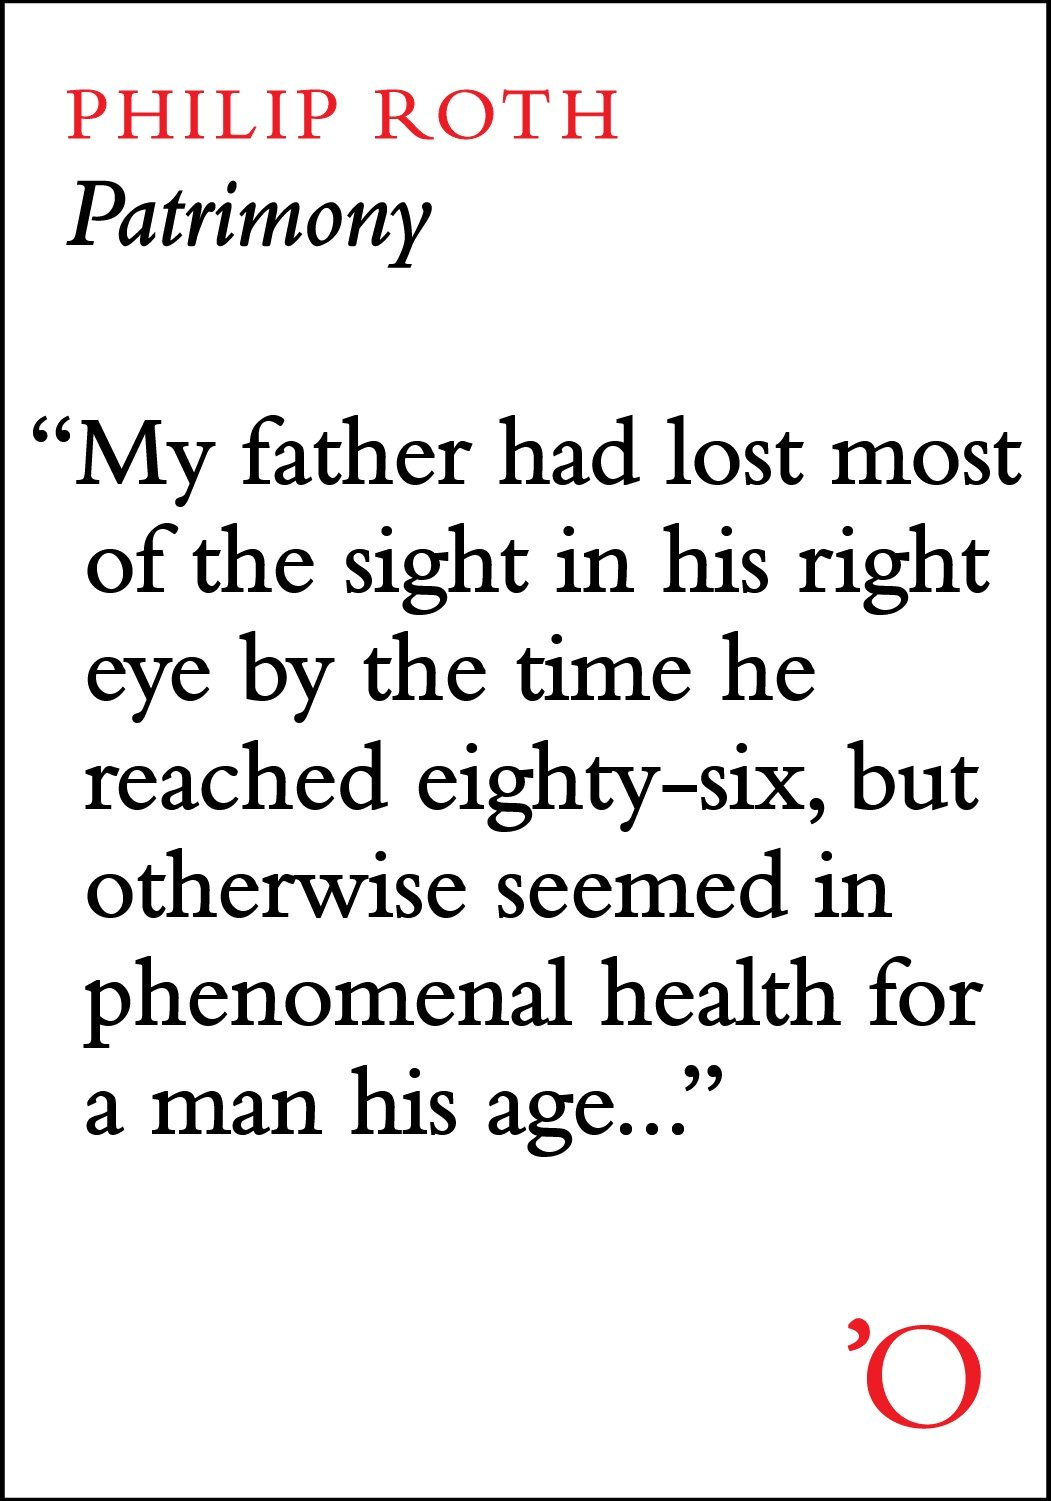 PHILIP ROTH
Patrimony
“My father had lost most
of the sight in his right
eye by the time he
reached eighty-six, but
otherwise seemed in
phenomenal health for
a man his age...”
’O